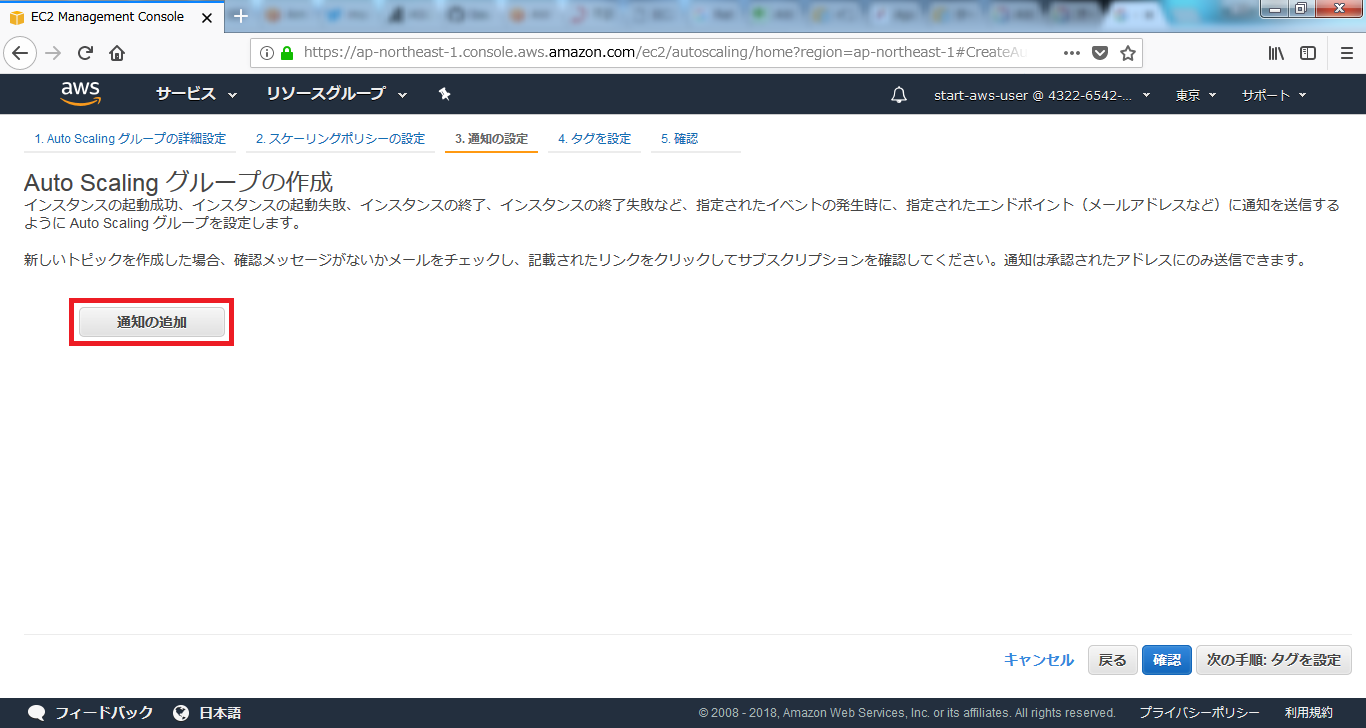 EC2 Management Console
https://ap-northeast-1.console.aws.amazon.com/ec2/autoscaling/home?region=ap-northeast-1#CreateAu
aws サービス リソースグループ start-aws-user @ 4322-6542-... 東京 サポート
1. Auto Scaling グループの詳細設定 2. スケーリングポリシーの設定 3. 通知の設定 4. タグを設定 5. 確認
Auto Scaling グループの作成
インスタンスの起動成功、インスタンスの起動失敗、インスタンスの終了、インスタンスの終了失敗など、指定されたイベントの発生時に、指定されたエンドポイント（メールアドレスなど）に通知を送信する
ように Auto Scaling グループを設定します。
新しいトピックを作成した場合、確認メッセージがないかメールをチェックし、記載されたリンクをクリックしてサブスクリプションを確認してください。通知は承認されたアドレスにのみ送信できます。
通知の追加
キャンセル 戻る 確認 次の手順: タグを設定
フィードバック 日本語 © 2008 - 2018, Amazon Web Services, Inc. or its affiliates. All rights reserved. プライバシーポリシー 利用規約